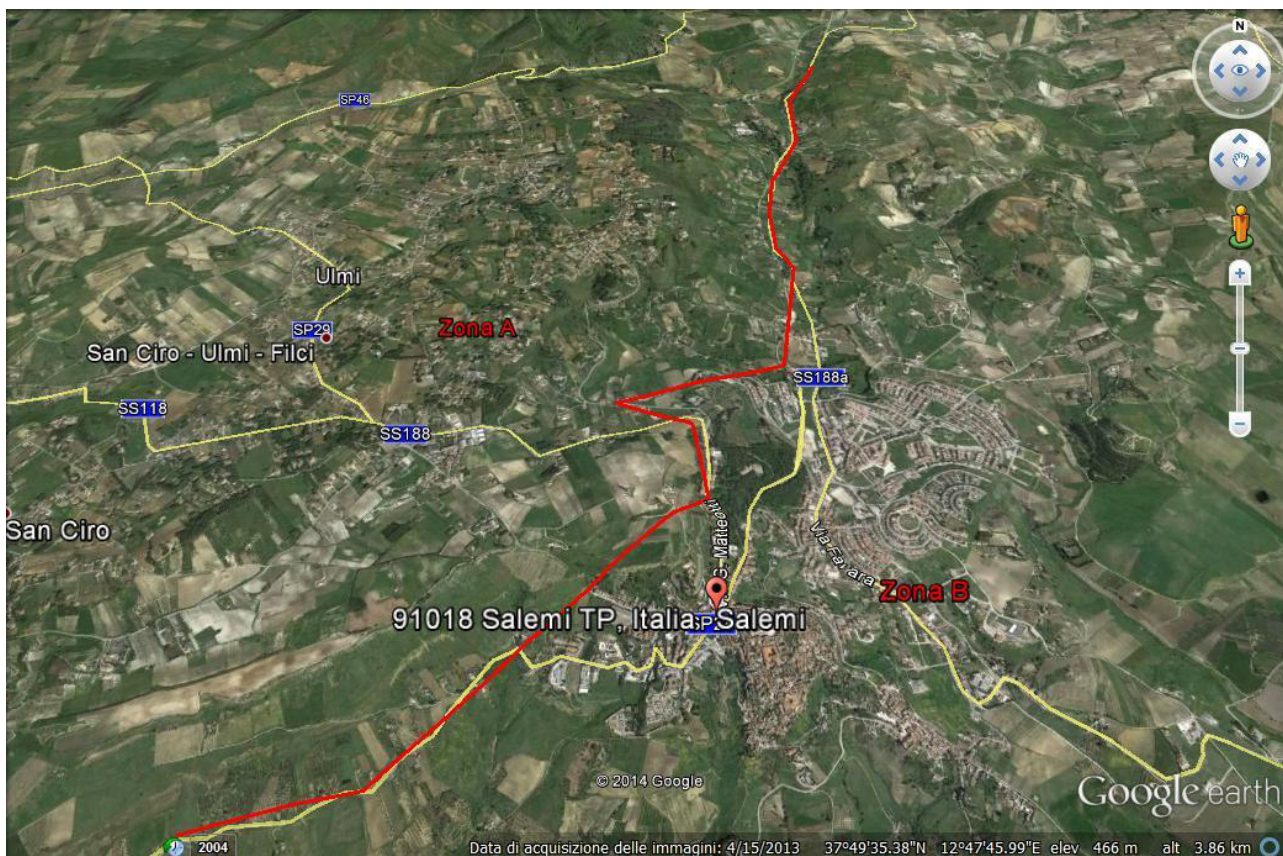 N
SP46
Ulmi
SP29
Zona A
San Ciro - Ulmi - Filci
SS188a
SS118
SS188
San Ciro
Via Favara
Zona B
91018 Salemi TP, Italia
Salemi
© 2014 Google
Google earth
2004
Data di acquisizione delle immagini: 4/15/2013 37°49'35.38"N 12°47'45.99"E elev 466 m alt 3.86 km